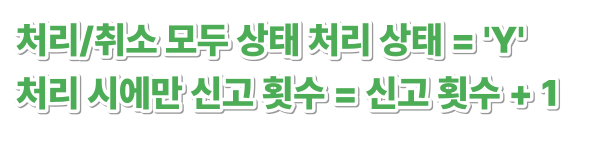 처리/취소 모두 상태 처리 상태 = 'Y'
처리 시에만 신고 횟수 = 신고 횟수 + 1